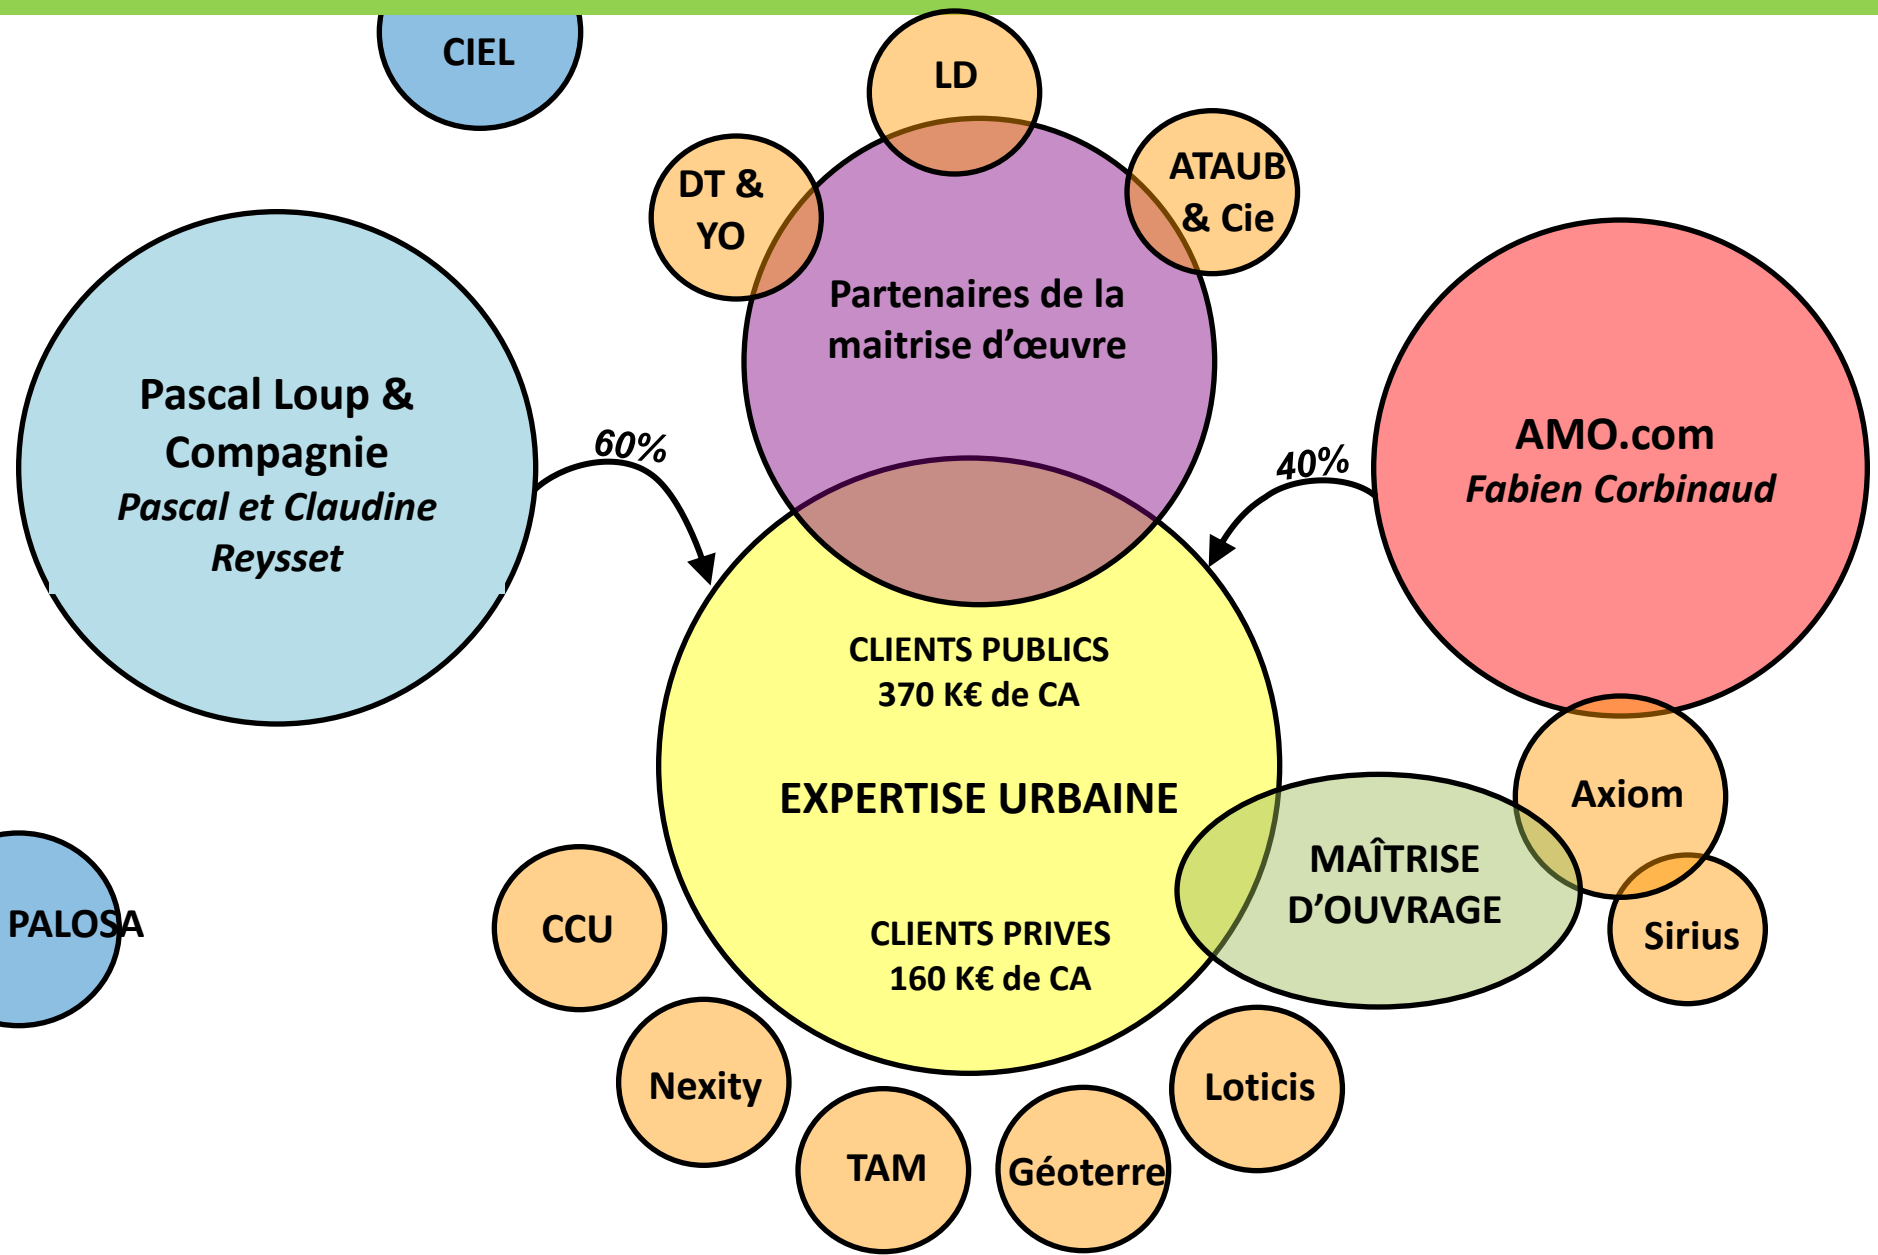 CIEL
LD
DT &
YO
ATAUB
& Cie
Partenaires de la
maitrise d’œuvre
Pascal Loup &
Compagnie
Pascal et Claudine
Reysset
60%
40%
AMO.com
Fabien Corbinaud
CLIENTS PUBLICS
370 K€ de CA
EXPERTISE URBAINE
CLIENTS PRIVES
160 K€ de CA
MAÎTRISE
D’OUVRAGE
Axiom
Sirius
PALOSA
CCU
Nexity
TAM
Géoterre
Loticis